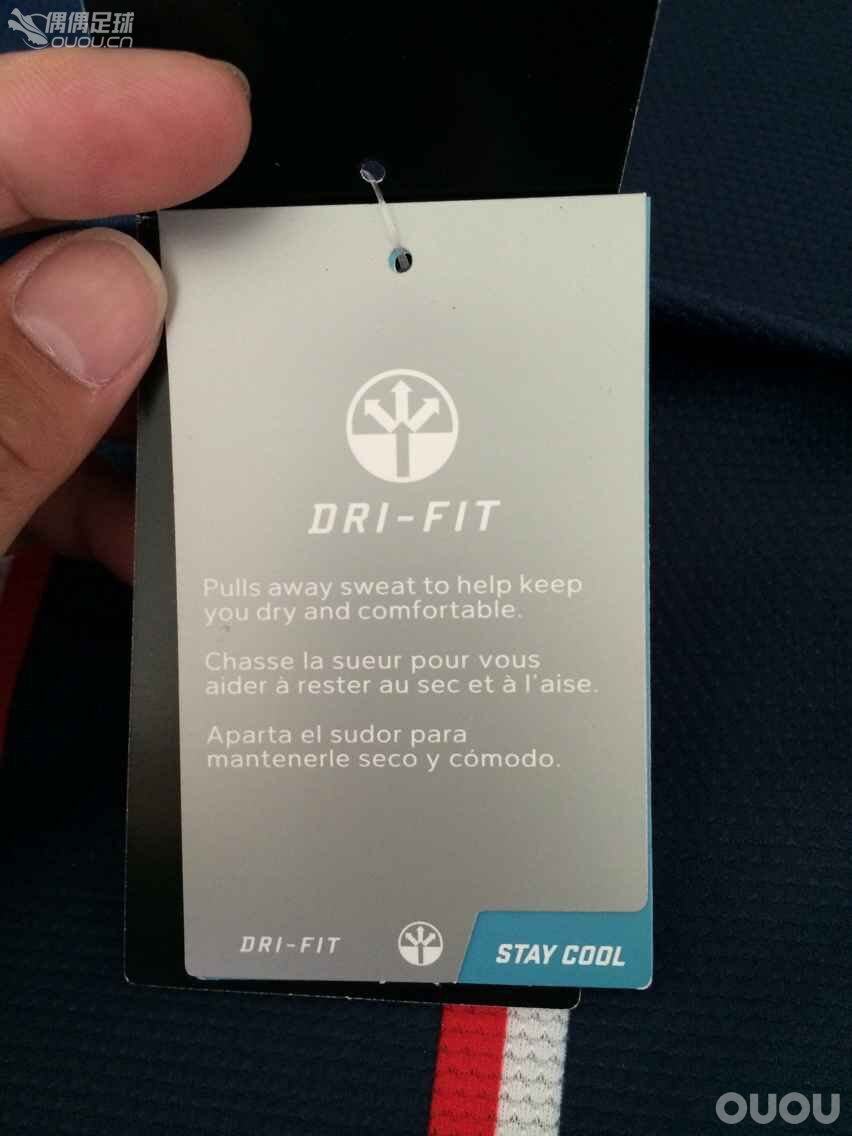 偶偶足球
OUOU.CN
DRI-FIT
Pulls away sweat to help keep
you dry and comfortable.
Chasse la sueur pour vous
aider à rester au sec et à l'aise.
Aparta el sudor para
mantenerle seco y cómodo.
DRI-FIT
STAY COOL
OUOU